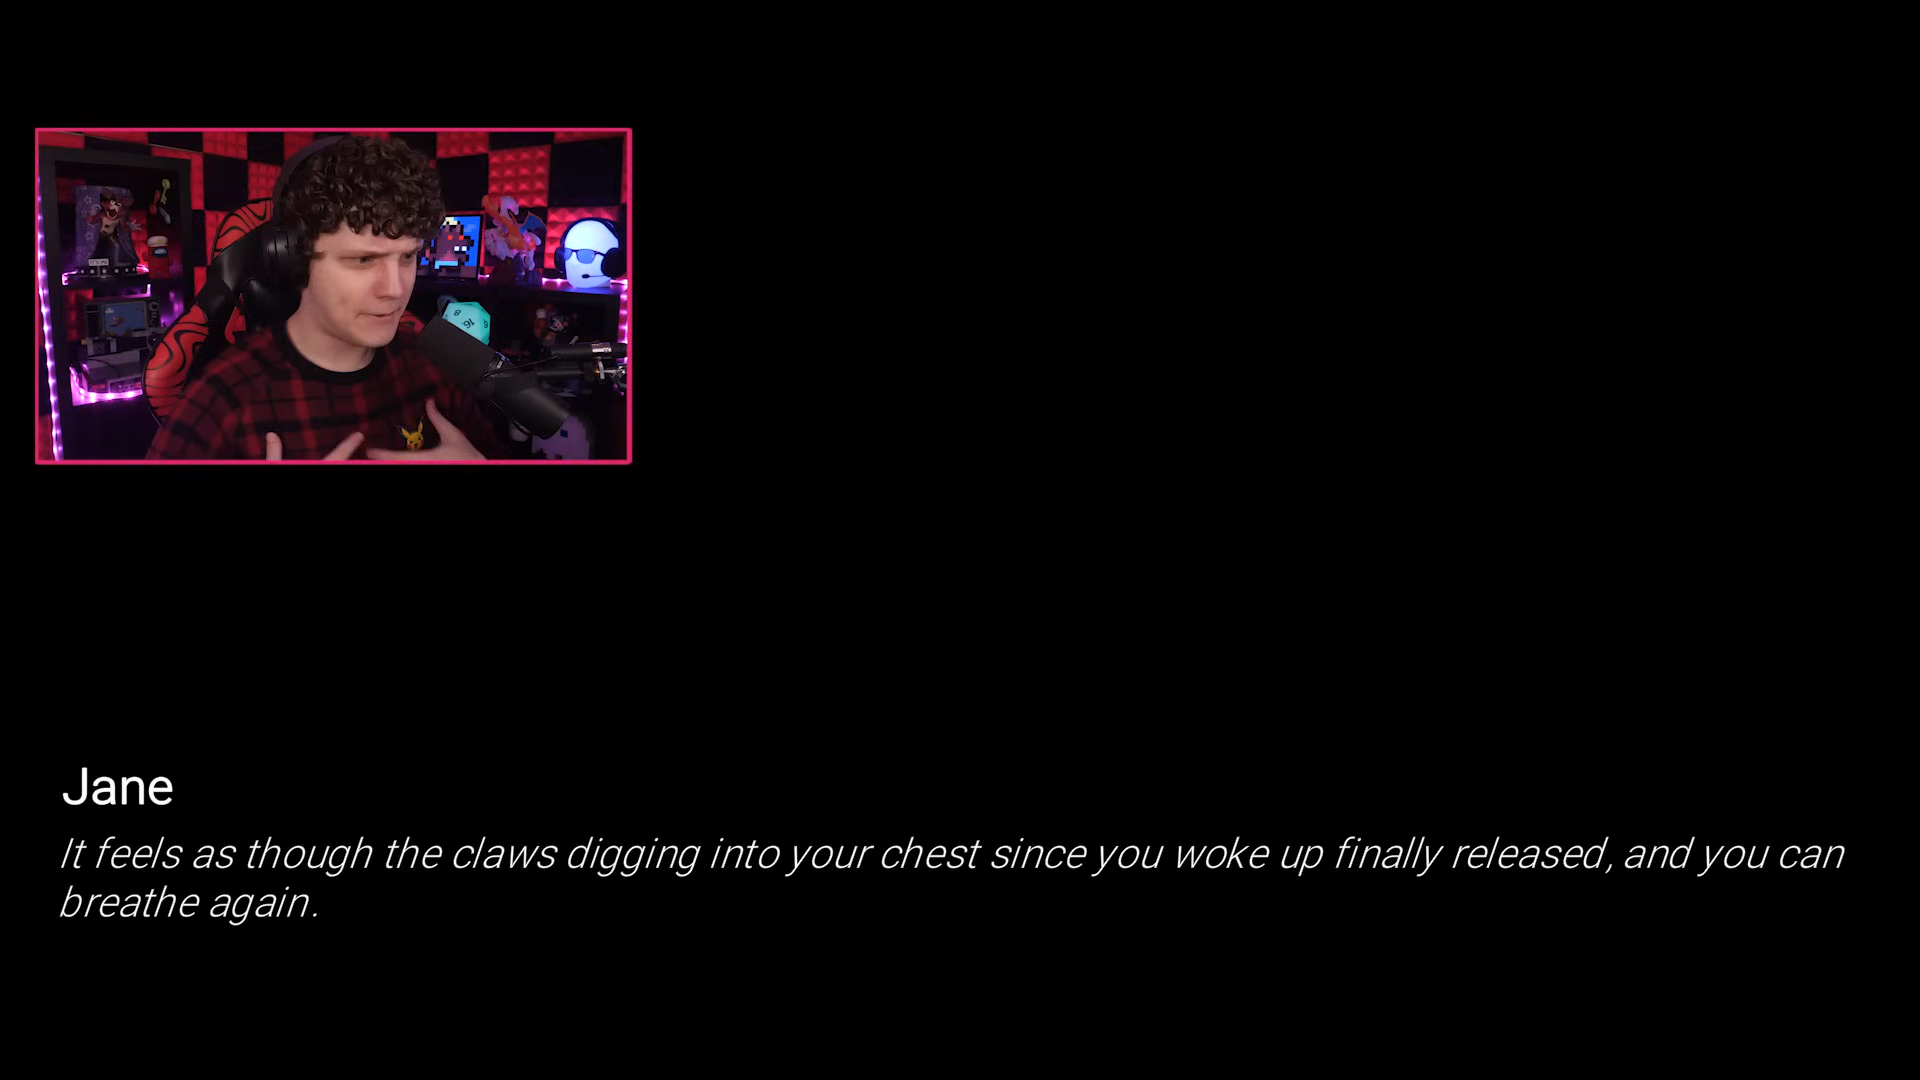 Jane
It feels as though the claws digging into your chest since you woke up finally released, and you can
breathe again.